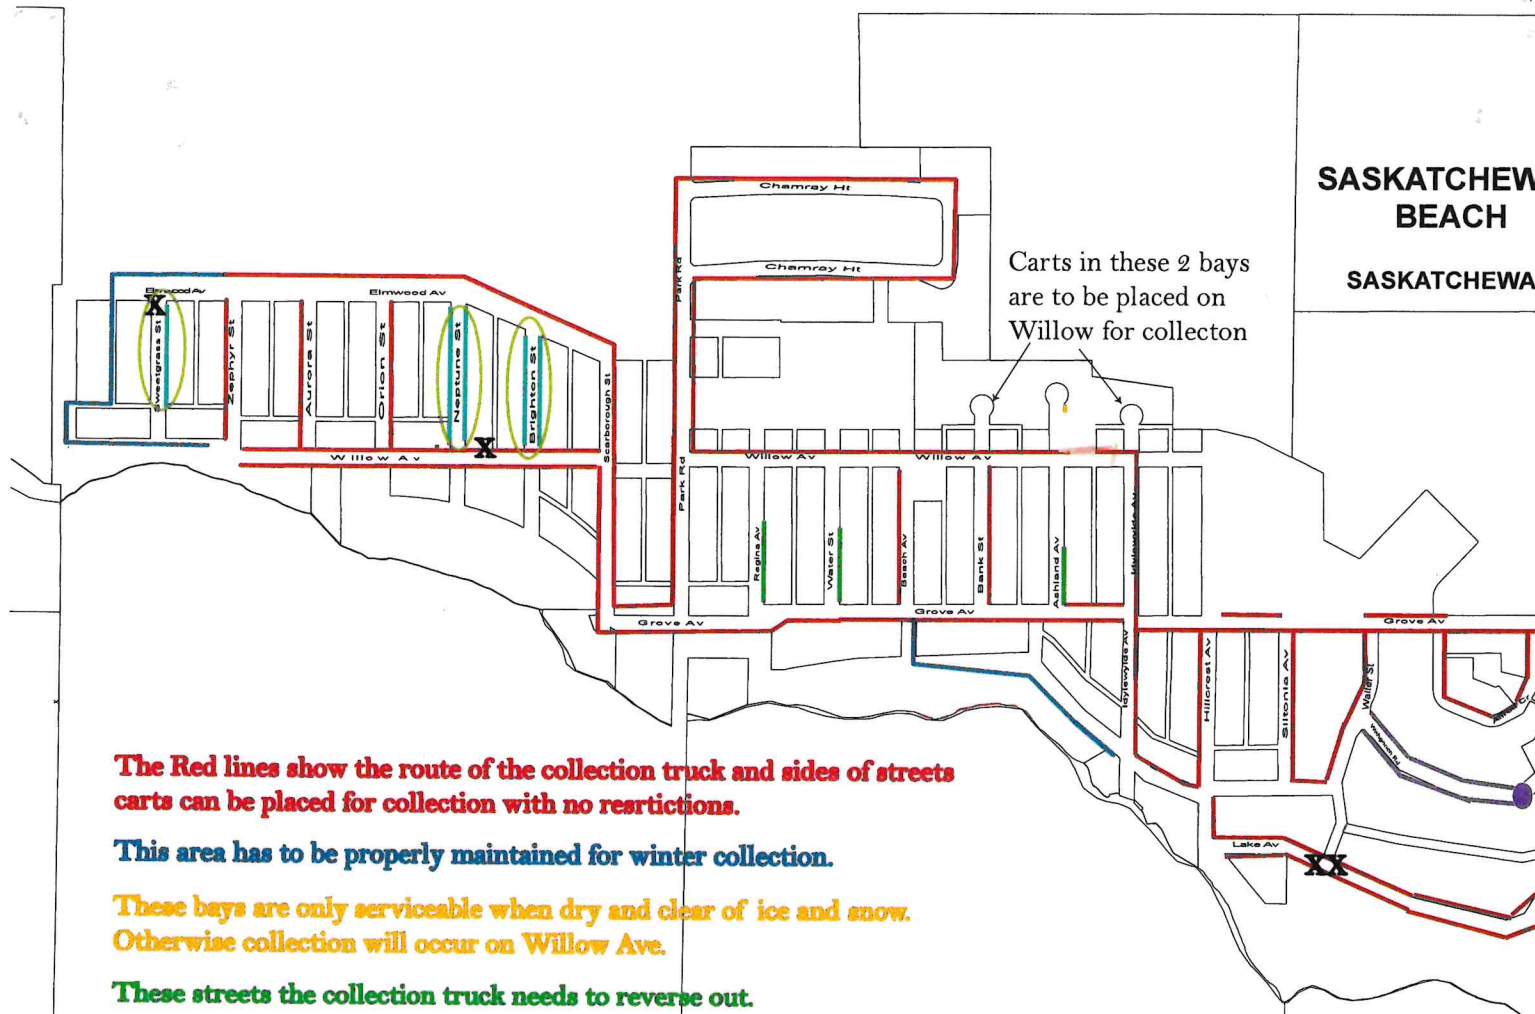 SASKATCHEW
BEACH
SASKATCHEWA
Chamray Ht
Chamray Ht
Park Rd
Carts in these 2 bays
are to be placed on
Willow for collecton
Elmwood Av
Elmwood Av
X
Sweetgrass St
Zephyr St
Aurora St
Orion St
Neptune St
Brighton St
Scarborough St
X
Willow Av
Park Rd
Willow Av
Willow Av
Regina Av
Water St
Beach Av
Bank St
Ashland Av
Idylewylde Av
Grove Av
Grove Av
Grove Av
Idylewylde Av
Hillcrest Av
Siltonia Av
Waller St
Lake Av
XX
The Red lines show the route of the collection truck and sides of streets
carts can be placed for collection with no resrtictions.
This area has to be properly maintained for winter collection.
These bays are only serviceable when dry and clear of ice and snow.
Otherwise collection will occur on Willow Ave.
These streets the collection truck needs to reverse out.